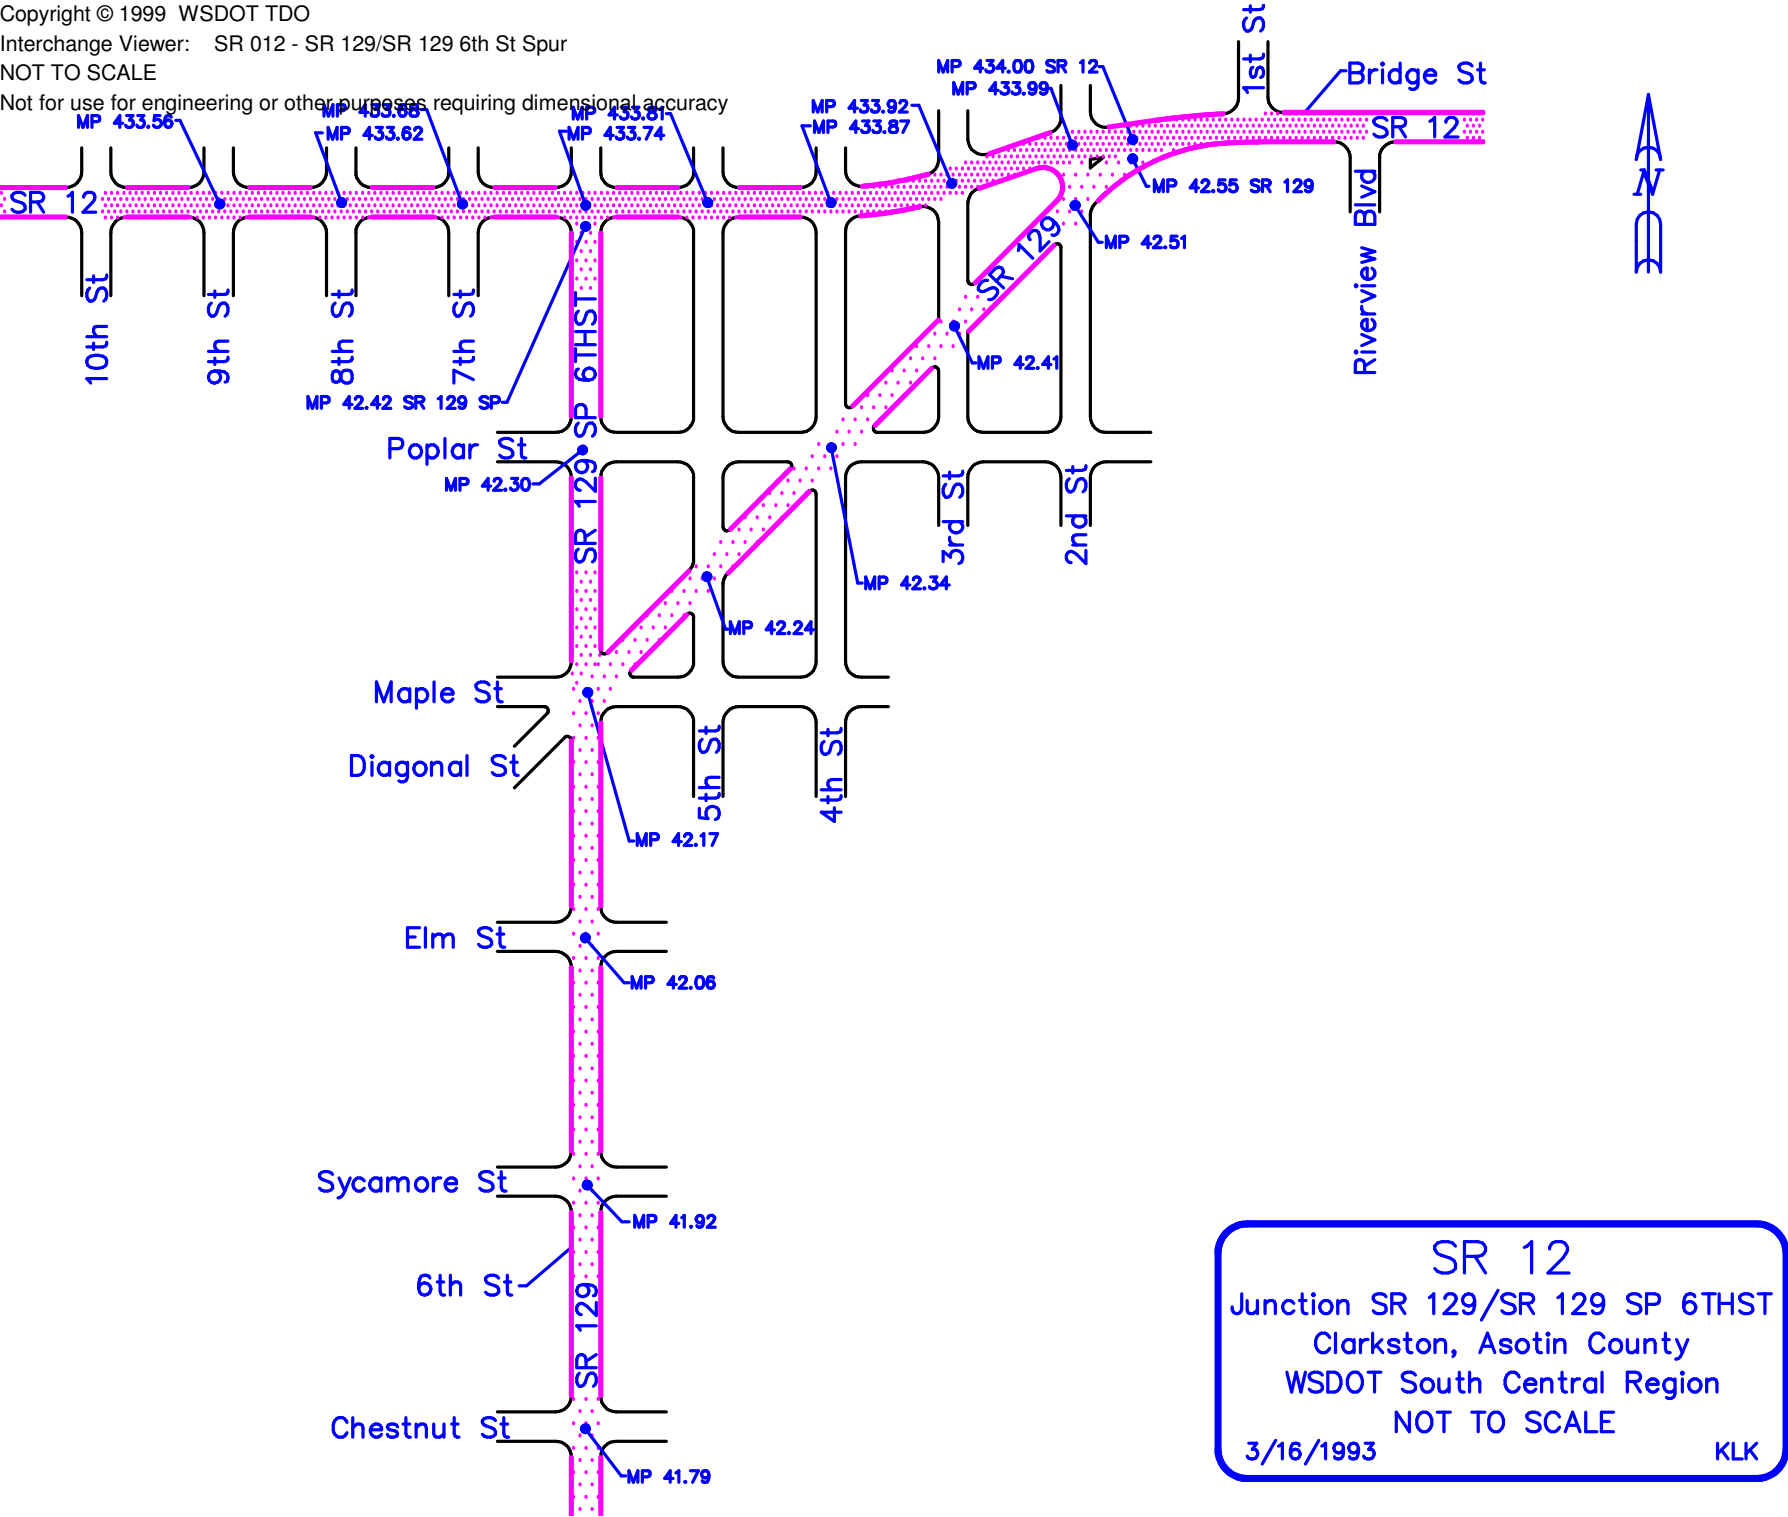 Copyright © 1999 WSDOT TDO
Interchange Viewer: SR 012 - SR 129/SR 129 6th St Spur
NOT TO SCALE
Not for use for engineering or other purposes requiring dimensional accuracy
1st St
MP 434.00 SR 12
MP 433.99
Bridge St
MP 433.56
MP 433.68
MP 433.62
MP 433.81
MP 433.74
MP 433.92
MP 433.87
SR 12
N
SR 12
MP 42.55 SR 129
Riverview Blvd
MP 42.51
SR 129
10th St
9th St
8th St
7th St
SR 129 SP 6THST
MP 42.41
MP 42.42 SR 129 SP
Poplar St
MP 42.30
3rd St
2nd St
MP 42.34
MP 42.24
Maple St
Diagonal St
5th St
4th St
MP 42.17
Elm St
MP 42.06
Sycamore St
MP 41.92
6th St
SR 129
Chestnut St
MP 41.79
SR 12
Junction SR 129/SR 129 SP 6THST
Clarkston, Asotin County
WSDOT South Central Region
NOT TO SCALE
3/16/1993 KLK